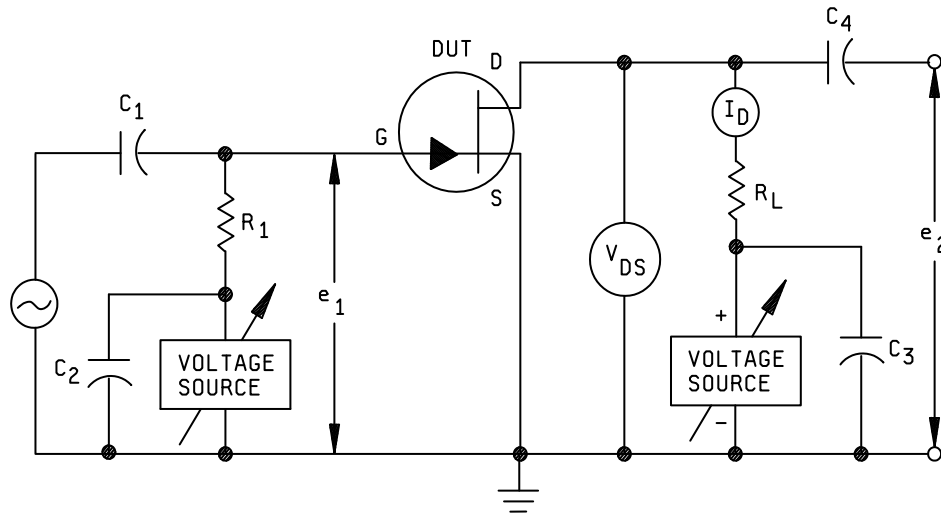 C4
DUT
D
C1
ID
G
S
R1
RL
e2
VDS
e1
+
VOLTAGE
SOURCE
C2
VOLTAGE
SOURCE
C3
−